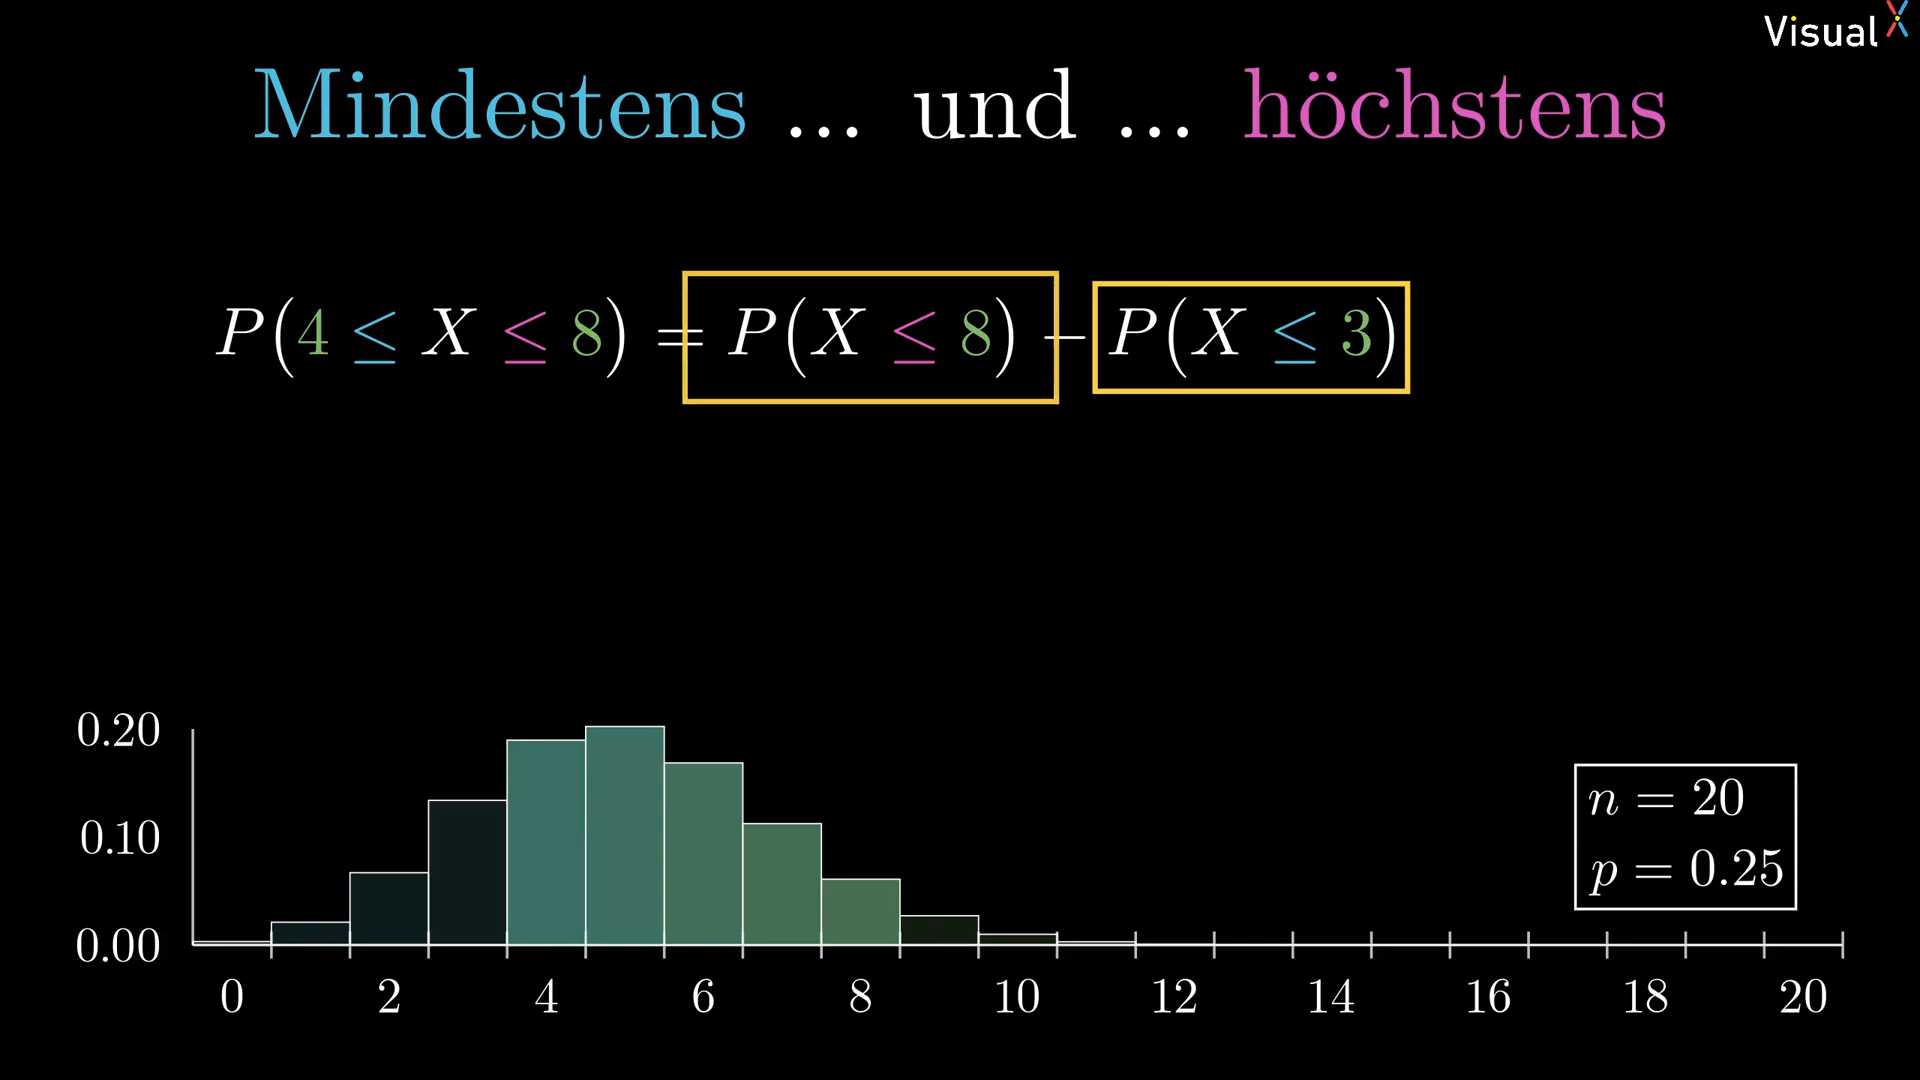 VisualX
Mindestens ... und ... höchstens
P(4 ≤ X ≤ 8) = P(X ≤ 8) − P(X ≤ 3)
0.20
0.10
0.00
n = 20
p = 0.25
0 2 4 6 8 10 12 14 16 18 20